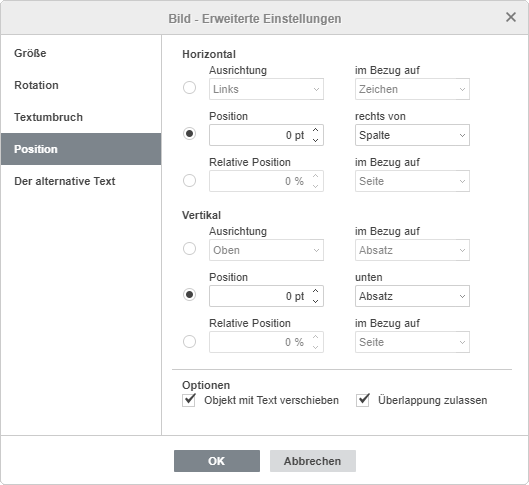 Bild - Erweiterte Einstellungen
Größe
Rotation
Textumbruch
Position
Der alternative Text
Horizontal
Ausrichtung im Bezug auf
Links Zeichen
Position rechts von
0 pt Spalte
Relative Position im Bezug auf
0 % Seite
Vertikal
Ausrichtung im Bezug auf
Oben Absatz
Position unten
0 pt Absatz
Relative Position im Bezug auf
0 % Seite
Optionen
Objekt mit Text verschieben Überlappung zulassen
OK Abbrechen